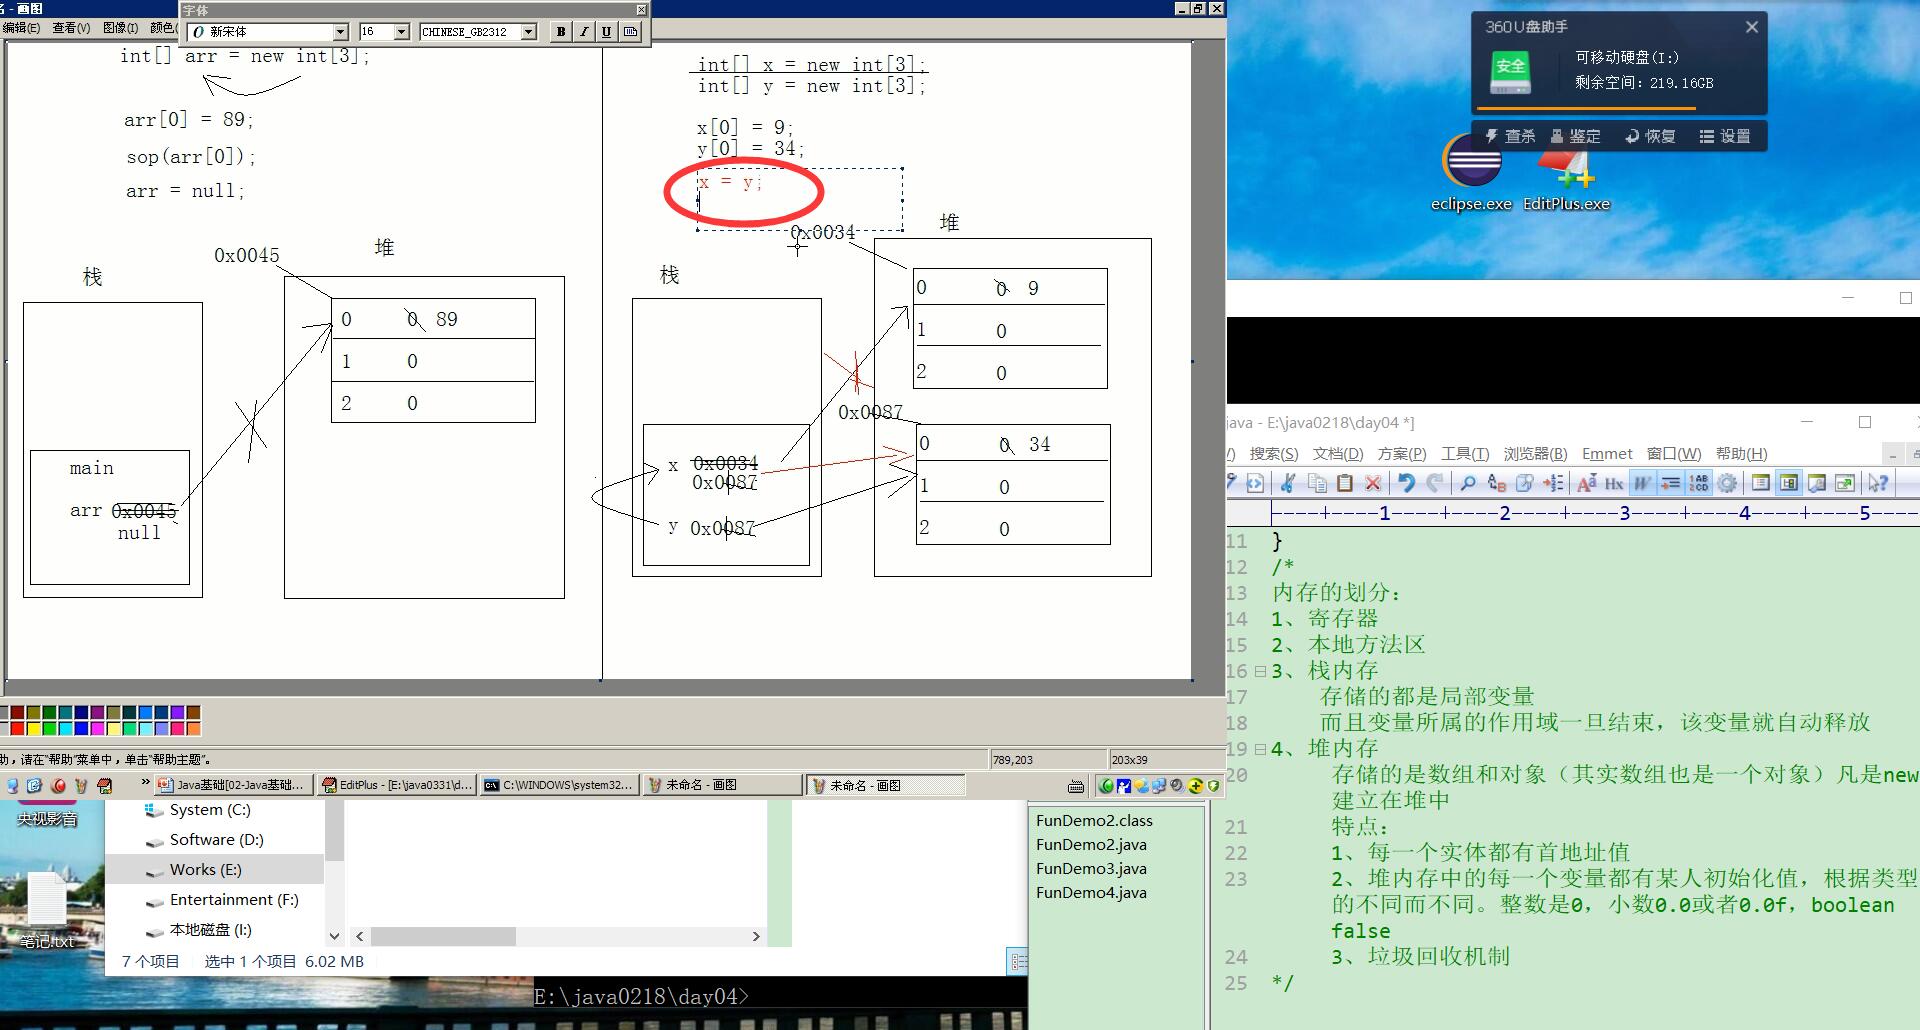 名 - 画图
编辑(E) 查看(V) 图像(I) 颜色(
字体
新宋体 16 CHINESE_GB2312 B I U
int[] arr = new int[3];
arr[0] = 89;
sop(arr[0]);
arr = null;
0x0045
堆
栈
0 0 89
1 0
2 0
main
arr 0x0045
null
int[] x = new int[3];
int[] y = new int[3];
x[0] = 9;
y[0] = 34;
x = y;
0x0034
堆
栈
0 0 9
1 0
2 0
0x0087
0 0 34
1 0
2 0
x 0x0034
0x0087
y 0x0087
助,请在“帮助”菜单中,单击“帮助主题”。
789,203
203x39
Java基础[02-Java基础...
EditPlus - [E:\java0331\d...
C:\WINDOWS\system32...
未命名 - 画图
未命名 - 画图
360U盘助手
安全
可移动硬盘(I:)
剩余空间: 219.16GB
查杀 鉴定 恢复 设置
eclipse.exe
EditPlus.exe
java - E:\java0218\day04 *]
搜索(S) 文档(D) 方案(P) 工具(T) 浏览器(B) Emmet 窗口(W) 帮助(H)
----+----1----+----2----+----3----+----4----+----5----
11 }
12 /*
13 内存的划分:
14 1、寄存器
15 2、本地方法区
16 3、栈内存
17 存储的都是局部变量
18 而且变量所属的作用域一旦结束,该变量就自动释放
19 4、堆内存
20 存储的是数组和对象(其实数组也是一个对象)凡是new
建立在堆中
21 特点:
22 1、每一个实体都有首地址值
23 2、堆内存中的每一个变量都有某人初始化值,根据类型
的不同而不同。整数是0,小数0.0或者0.0f,boolean
false
24 3、垃圾回收机制
25 */
央视影音
笔记.txt
System (C:)
Software (D:)
Works (E:)
Entertainment (F:)
本地磁盘 (I:)
7 个项目 选中 1 个项目 6.02 MB
E:\java0218\day04>
FunDemo2.class
FunDemo2.java
FunDemo3.java
FunDemo4.java